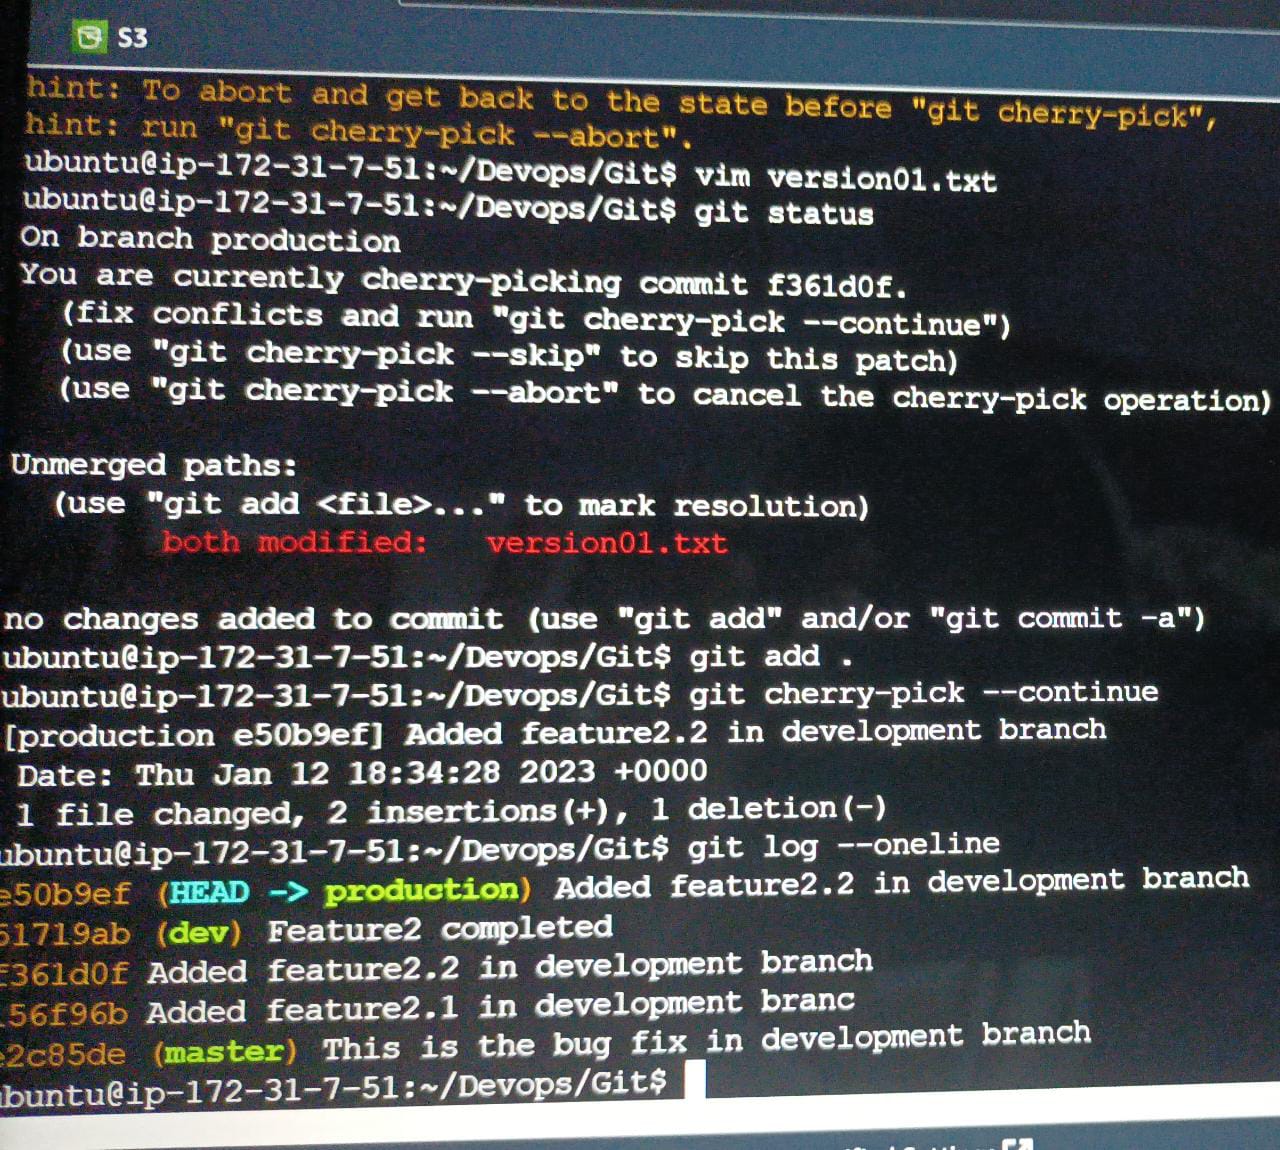 S3
hint: To abort and get back to the state before "git cherry-pick",
hint: run "git cherry-pick --abort".
ubuntu@ip-172-31-7-51:~/Devops/Git$ vim version01.txt
ubuntu@ip-172-31-7-51:~/Devops/Git$ git status
On branch production
You are currently cherry-picking commit f361d0f.
  (fix conflicts and run "git cherry-pick --continue")
  (use "git cherry-pick --skip" to skip this patch)
  (use "git cherry-pick --abort" to cancel the cherry-pick operation)
Unmerged paths:
  (use "git add <file>..." to mark resolution)
        both modified:   version01.txt
no changes added to commit (use "git add" and/or "git commit -a")
ubuntu@ip-172-31-7-51:~/Devops/Git$ git add .
ubuntu@ip-172-31-7-51:~/Devops/Git$ git cherry-pick --continue
[production e50b9ef] Added feature2.2 in development branch
 Date: Thu Jan 12 18:34:28 2023 +0000
 1 file changed, 2 insertions(+), 1 deletion(-)
ubuntu@ip-172-31-7-51:~/Devops/Git$ git log --oneline
e50b9ef (HEAD -> production) Added feature2.2 in development branch
61719ab (dev) Feature2 completed
f361d0f Added feature2.2 in development branch
56f96b Added feature2.1 in development branc
e2c85de (master) This is the bug fix in development branch
ubuntu@ip-172-31-7-51:~/Devops/Git$